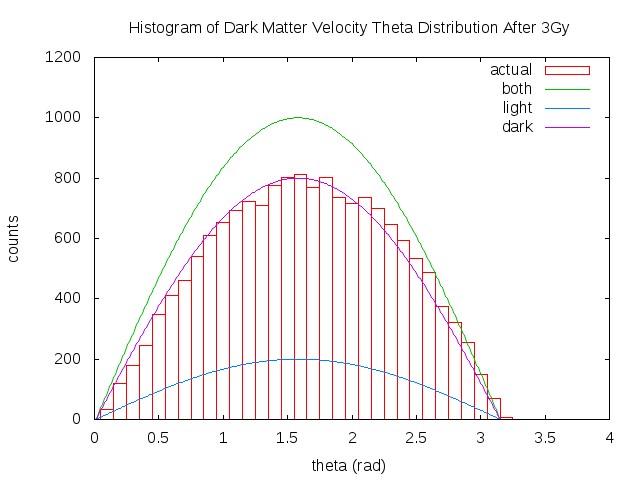 Histogram of Dark Matter Velocity Theta Distribution After 3Gy
1200
1000
800
600
400
200
0
counts
actual
both
light
dark
0 0.5 1 1.5 2 2.5 3 3.5 4
theta (rad)